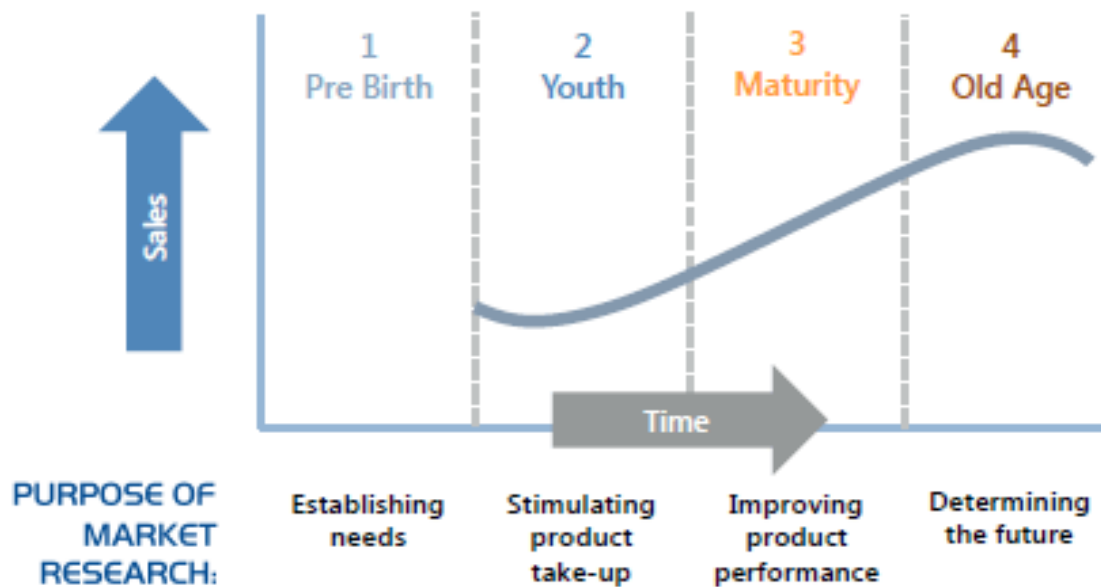 1
Pre Birth
2
Youth
3
Maturity
4
Old Age
Sales
Time
PURPOSE OF
MARKET
RESEARCH:
Establishing
needs
Stimulating
product
take-up
Improving
product
performance
Determining
the future